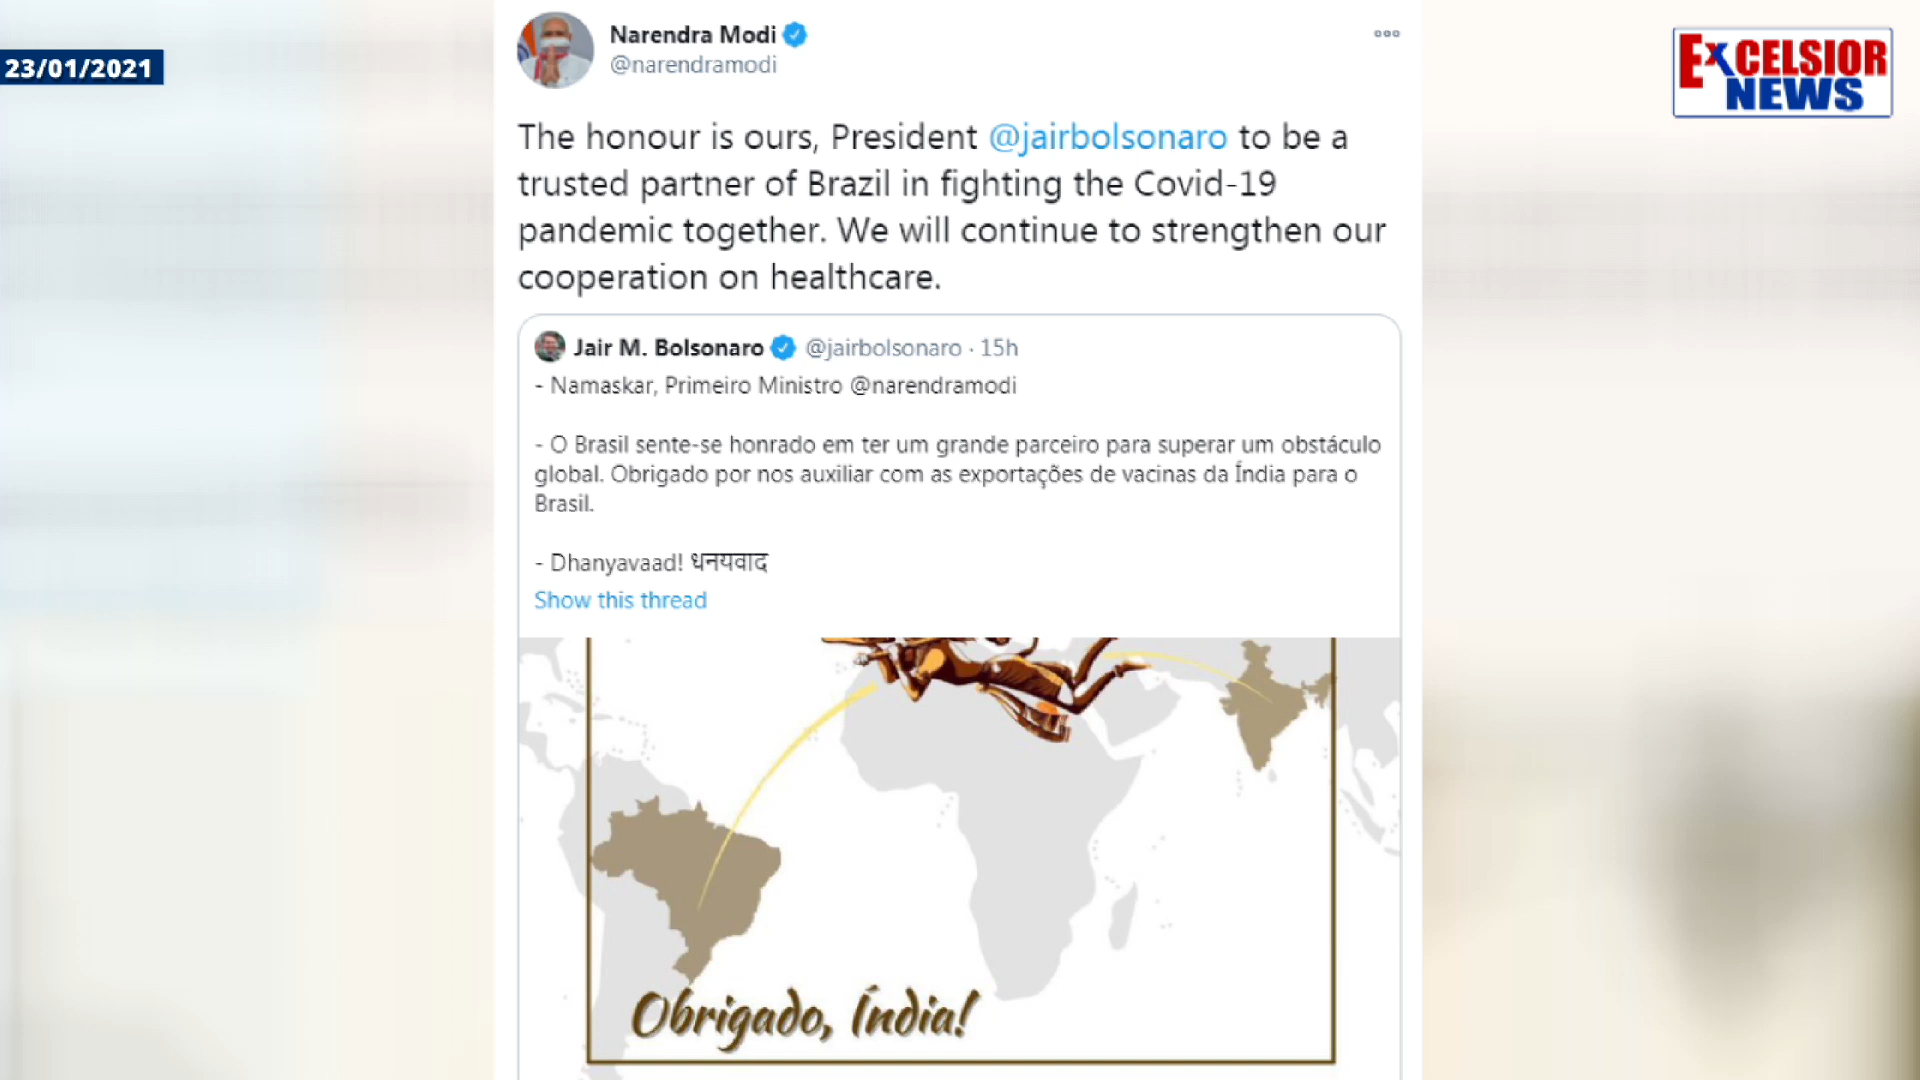 23/01/2021
EXCELSIOR
NEWS
Narendra Modi
@narendramodi
The honour is ours, President @jairbolsonaro to be a
trusted partner of Brazil in fighting the Covid-19
pandemic together. We will continue to strengthen our
cooperation on healthcare.
Jair M. Bolsonaro @jairbolsonaro · 15h
- Namaskar, Primeiro Ministro @narendramodi
- O Brasil sente-se honrado em ter um grande parceiro para superar um obstáculo
global. Obrigado por nos auxiliar com as exportações de vacinas da Índia para o
Brasil.
- Dhanyavaad! धनयवाद
Show this thread
Obrigado, Índia!